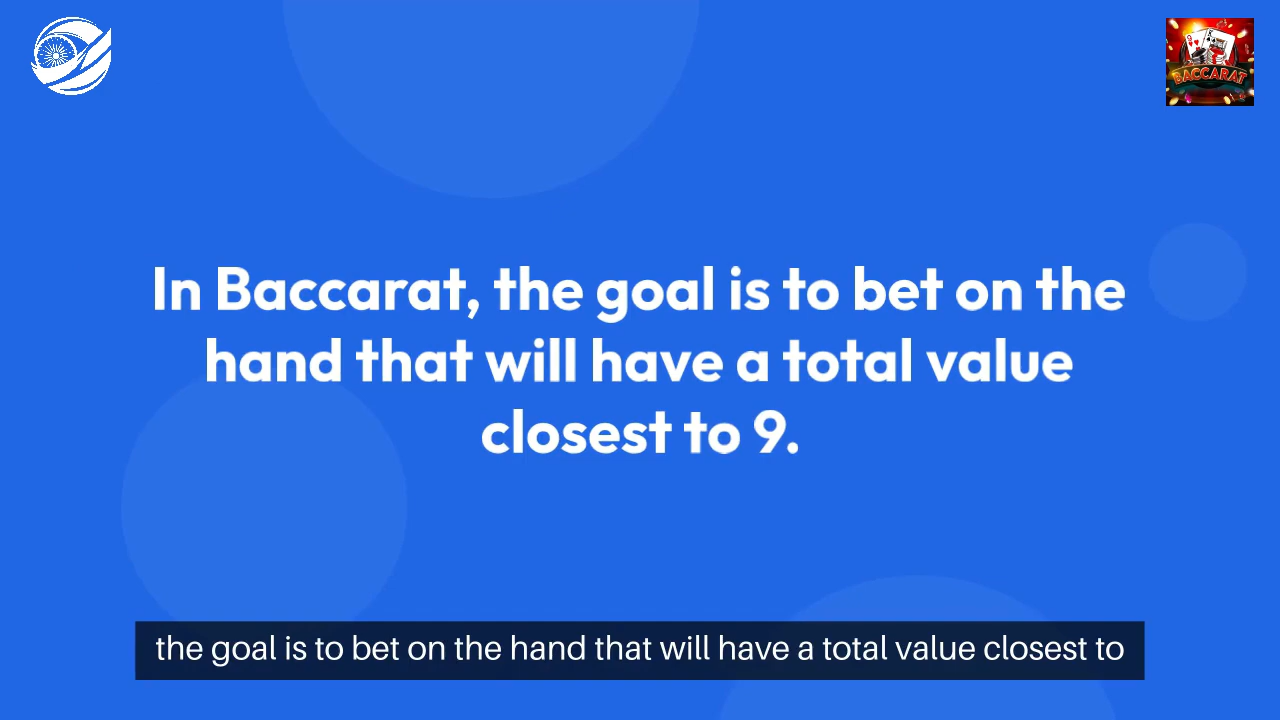 BACCARAT
In Baccarat, the goal is to bet on the
hand that will have a total value
closest to 9.
the goal is to bet on the hand that will have a total value closest to